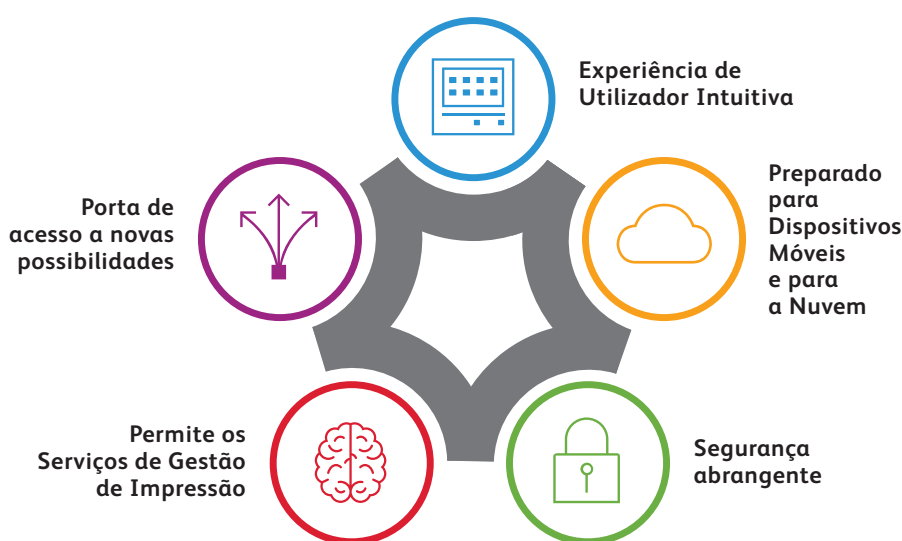 Experiência de
Utilizador Intuitiva
Preparado
para
Dispositivos
Móveis
e para
a Nuvem
Segurança
abrangente
Permite os
Serviços de Gestão
de Impressão
Porta de
acesso a novas
possibilidades